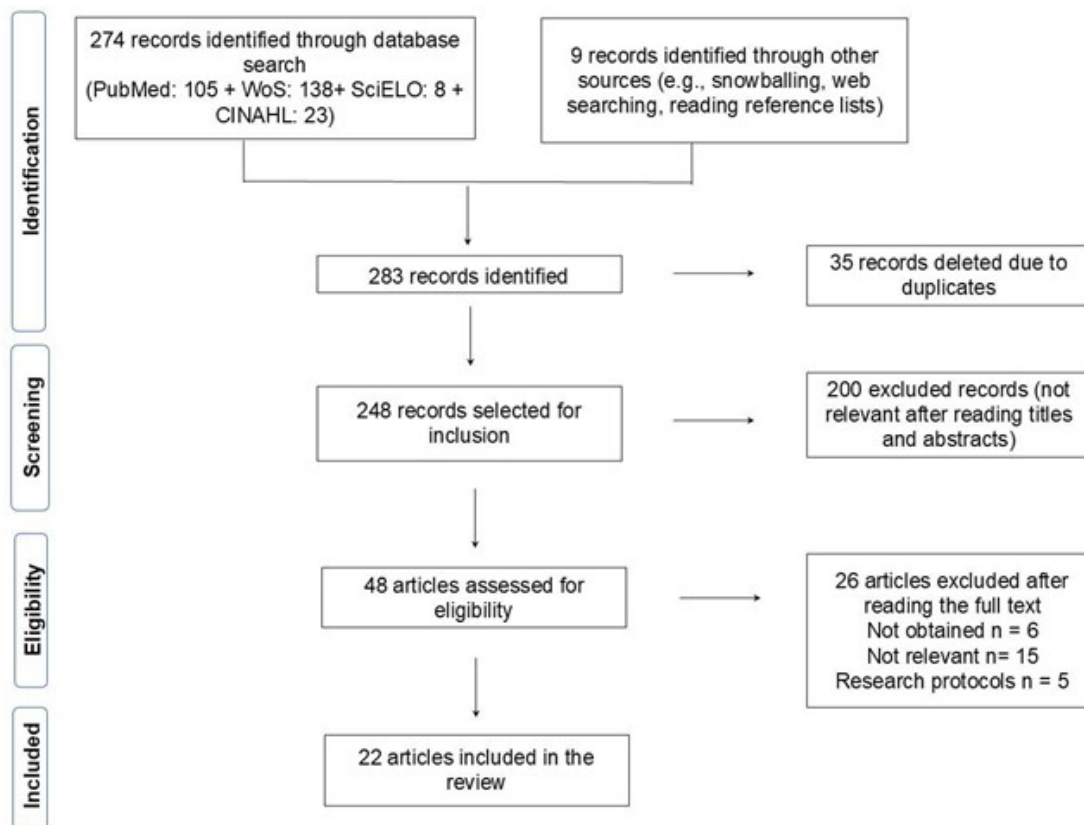 Identification
274 records identified through database
search
(PubMed: 105 + WoS: 138+ SciELO: 8 +
CINAHL: 23)
9 records identified through other
sources (e.g., snowballing, web
searching, reading reference lists)
283 records identified
35 records deleted due to
duplicates
Screening
248 records selected for
inclusion
200 excluded records (not
relevant after reading titles
and abstracts)
Eligibility
48 articles assessed for
eligibility
26 articles excluded after
reading the full text
Not obtained n = 6
Not relevant n= 15
Research protocols n = 5
Included
22 articles included in the
review